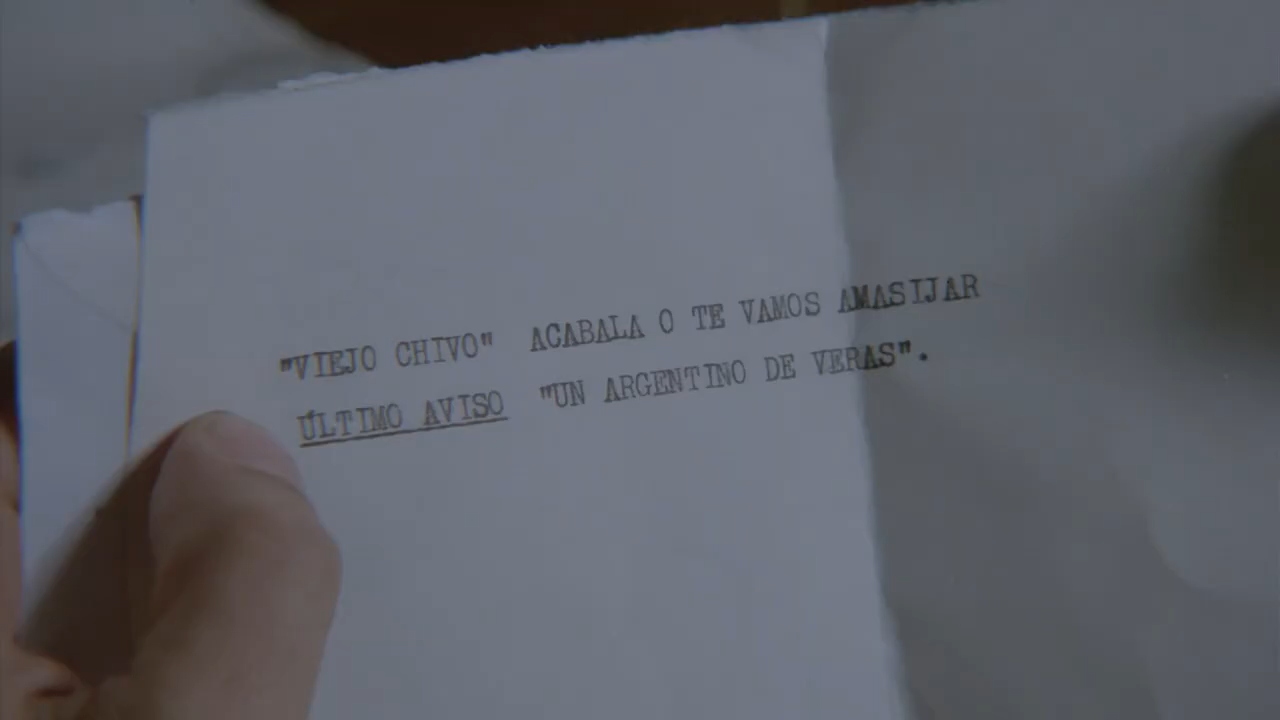 "VIEJO CHIVO" ACABALA O TE VAMOS AMASIJAR
ÚLTIMO AVISO "UN ARGENTINO DE VERAS".